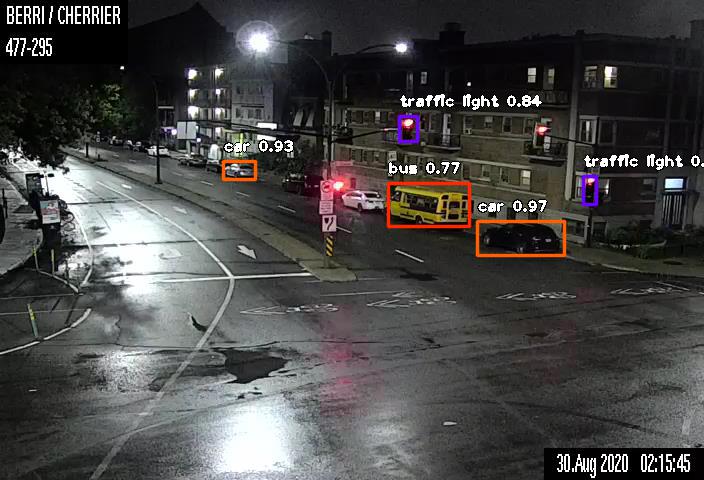 BERRI / CHERRIER
477-295
traffic light 0.84
car 0.93
traffic light 0.
bus 0.77
car 0.97
30.Aug 2020 02:15:45